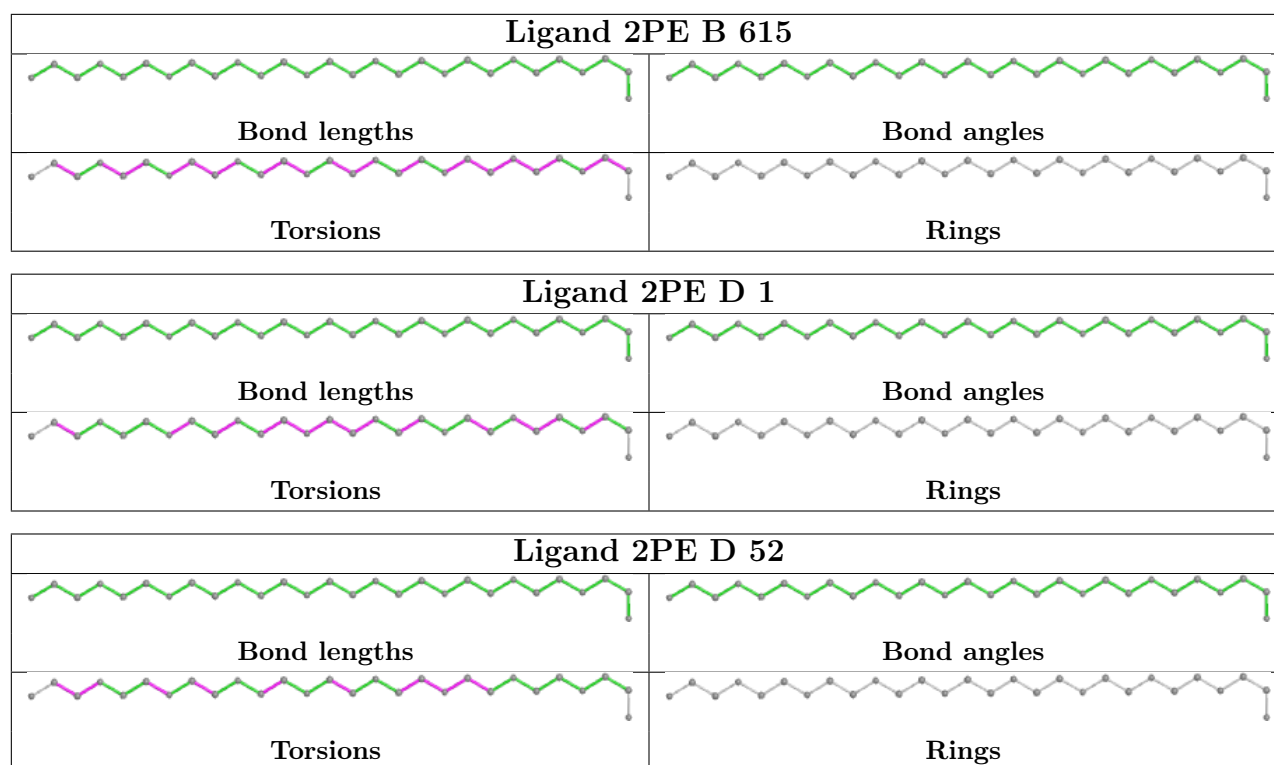 Ligand 2PE B 615
Bond lengths
Bond angles
Torsions
Rings
Ligand 2PE D 1
Bond lengths
Bond angles
Torsions
Rings
Ligand 2PE D 52
Bond lengths
Bond angles
Torsions
Rings